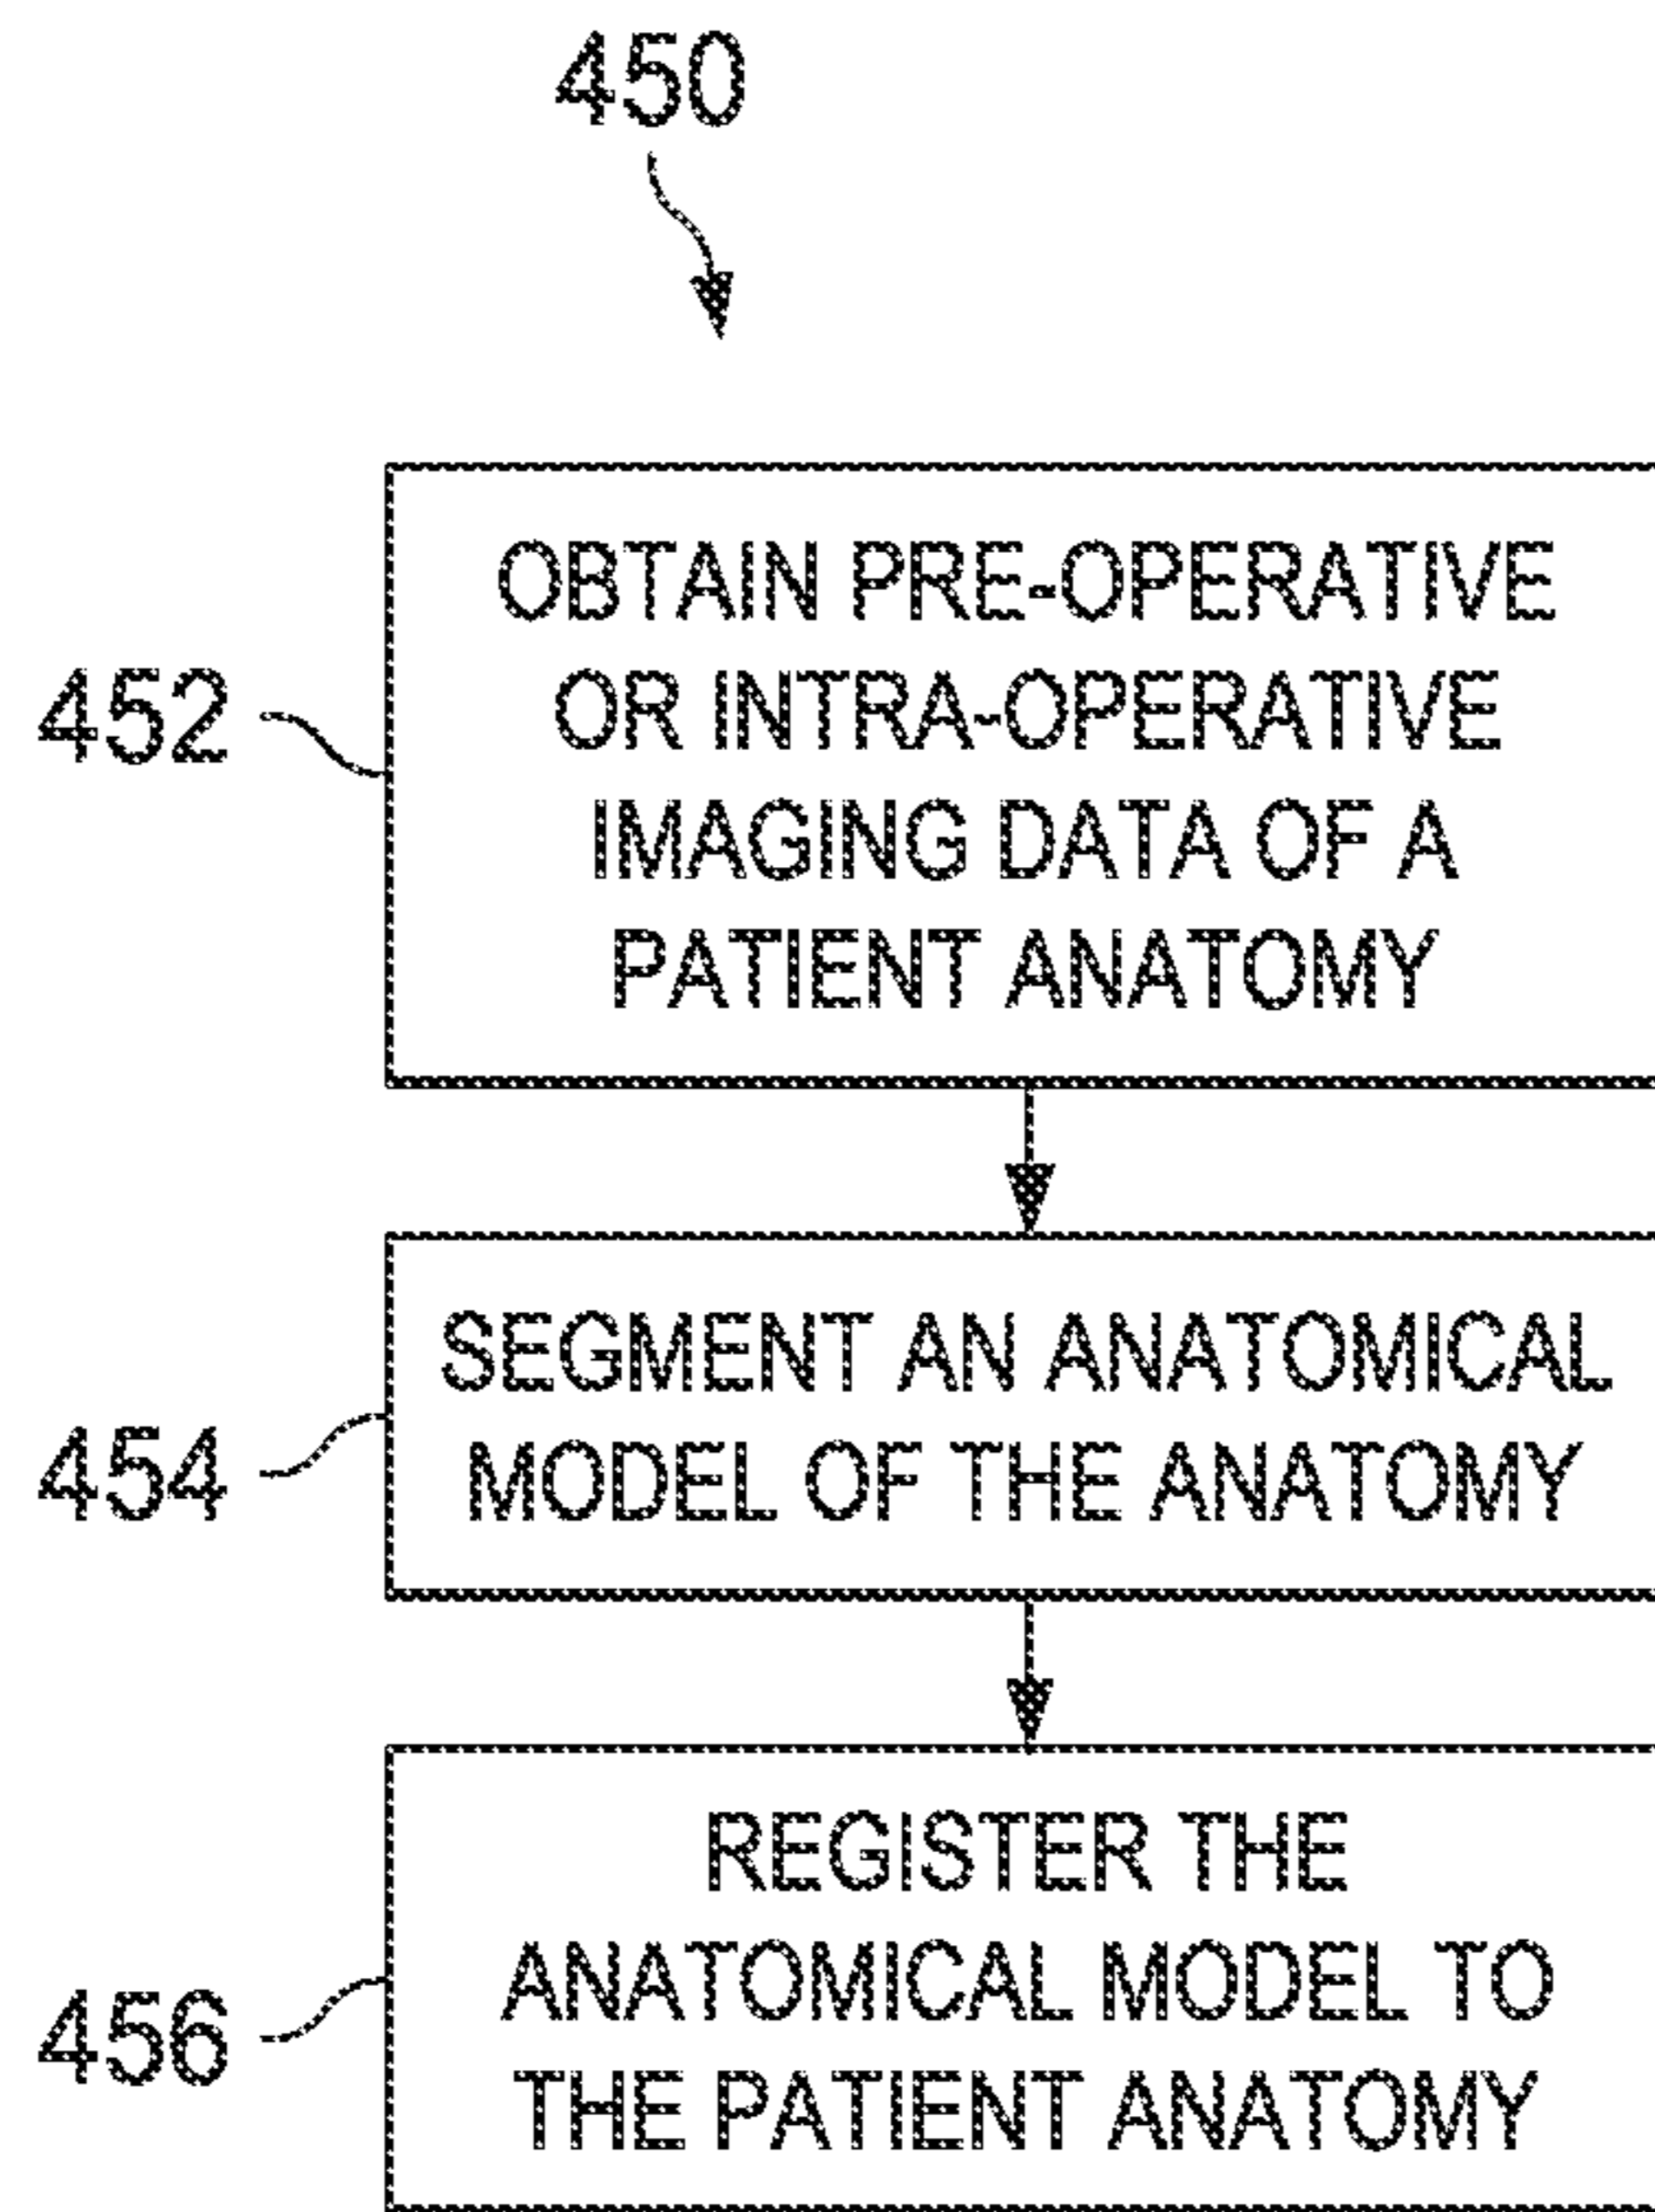 450
452
OBTAIN PRE-OPERATIVE
OR INTRA-OPERATIVE
IMAGING DATA OF A
PATIENT ANATOMY
454
SEGMENT AN ANATOMICAL
MODEL OF THE ANATOMY
456
REGISTER THE
ANATOMICAL MODEL TO
THE PATIENT ANATOMY